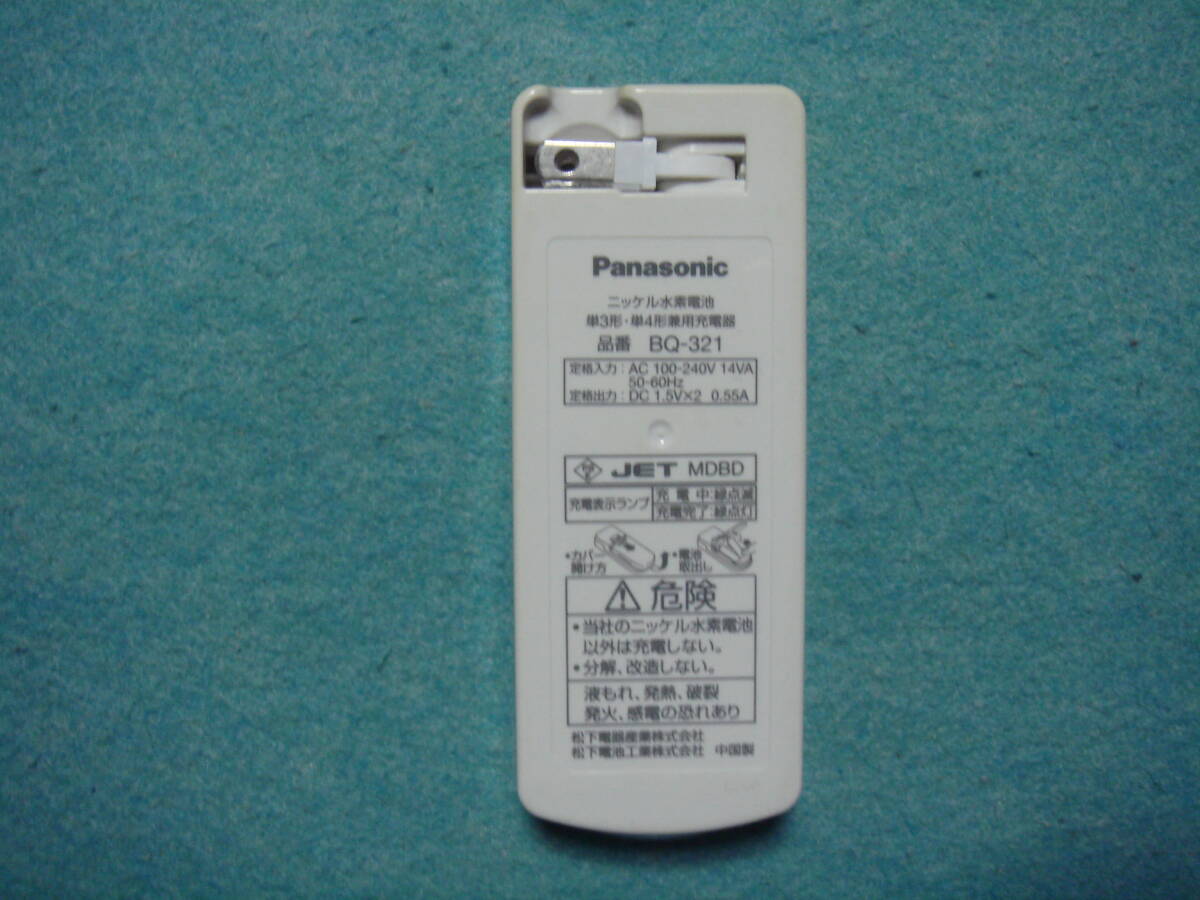 Panasonic
ニッケル水素電池
単3形・単4形兼用充電器
品番 BQ-321
定格入力：AC 100-240V 14VA
50-60Hz
定格出力：DC 1.5V×2 0.55A
JET MDBD
充電表示ランプ
充電中：緑点滅
充電完了：緑点灯
・カバー
開け方
・電池
取出し
危険
・当社のニッケル水素電池
以外は充電しない。
・分解、改造しない。
液もれ、発熱、破裂
発火、感電の恐れあり
松下電器産業株式会社
松下電池工業株式会社 中国製